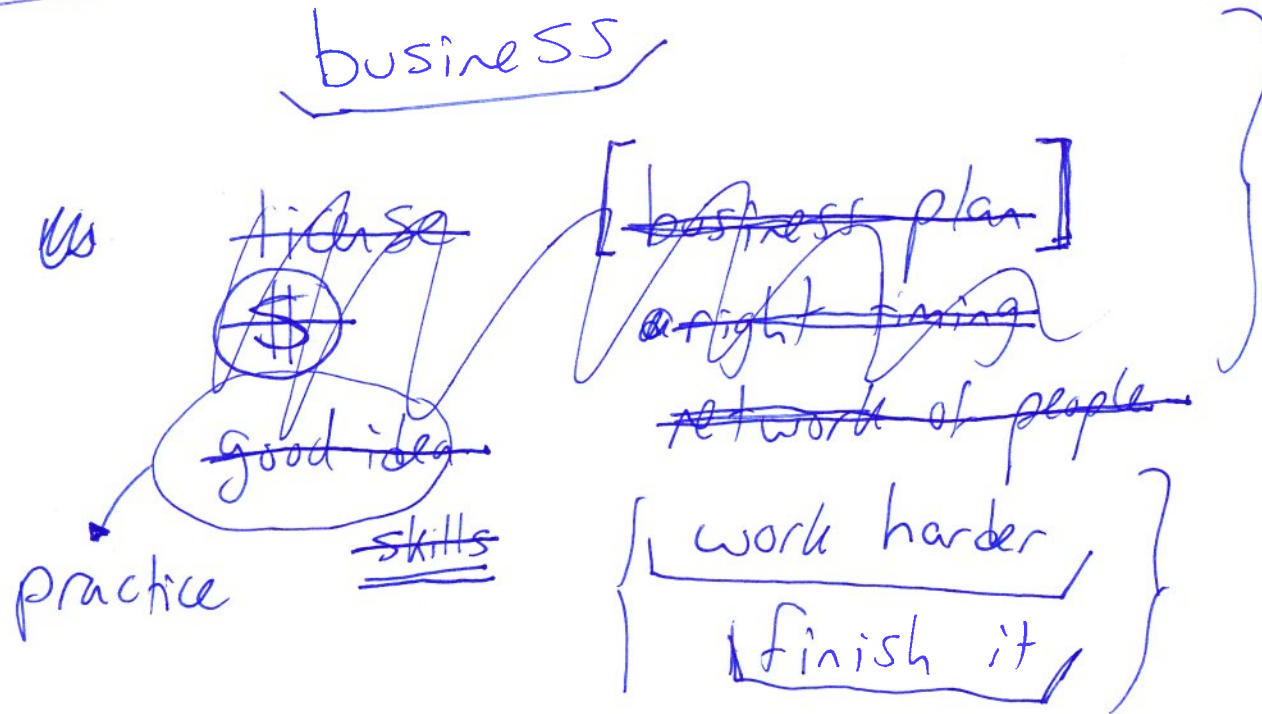 business
license
$
good idea
skills
practice
business plan
right timing
network of people
work harder
finish it